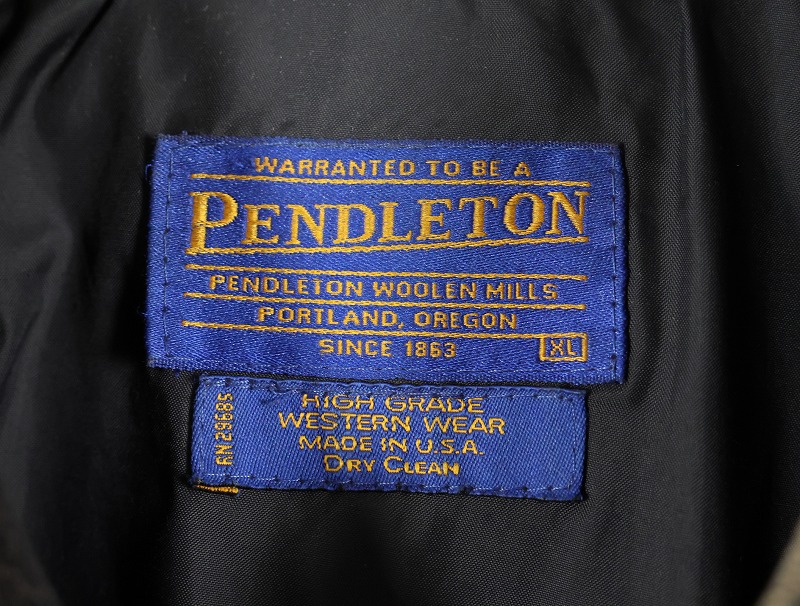 WARRANTED TO BE A
PENDLETON
PENDLETON WOOLEN MILLS
PORTLAND, OREGON
SINCE 1863
XL
HIGH GRADE
WESTERN WEAR
MADE IN U.S.A.
DRY CLEAN
RN29685